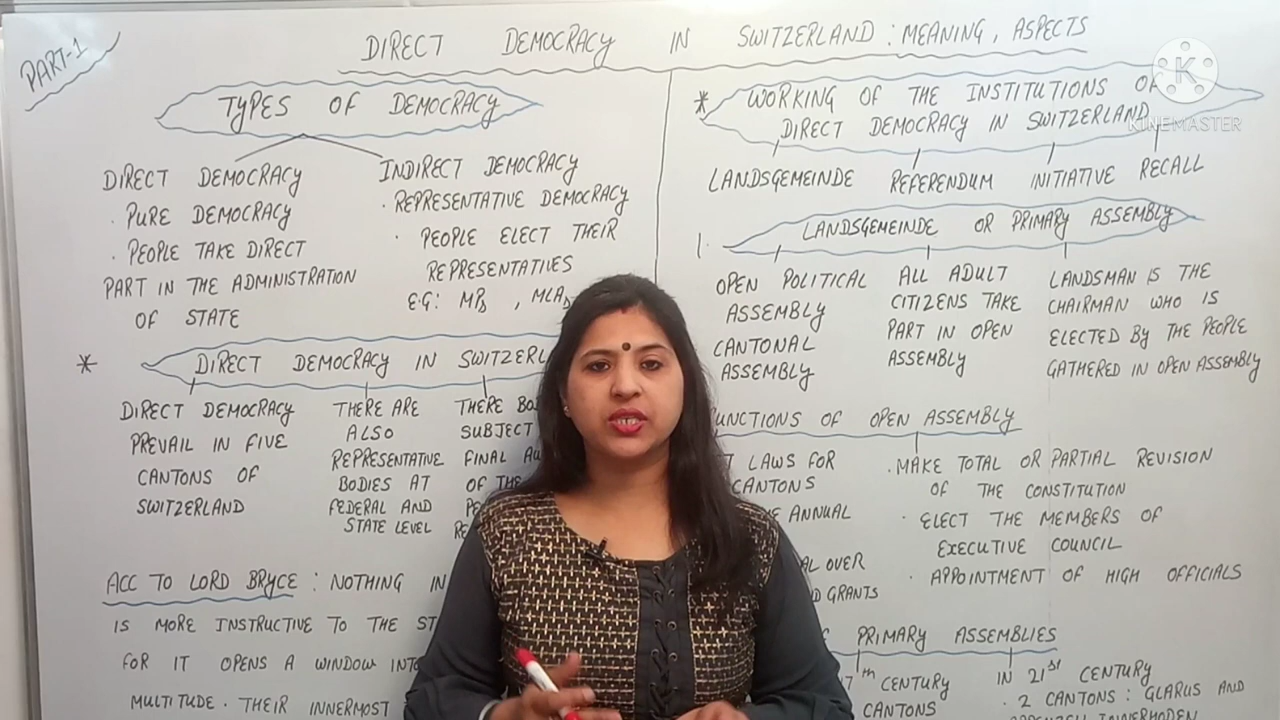 PART-1
DIRECT DEMOCRACY IN SWITZERLAND : MEANING, ASPECTS
TYPES OF DEMOCRACY
DIRECT DEMOCRACY
· PURE DEMOCRACY
· PEOPLE TAKE DIRECT
PART IN THE ADMINISTRATION
OF STATE
INDIRECT DEMOCRACY
· REPRESENTATIVE DEMOCRACY
· PEOPLE ELECT THEIR
REPRESENTATIVES
E.G: MPs, MLAs
* DIRECT DEMOCRACY IN
DIRECT DEMOCRACY
PREVAIL IN FIVE
CANTONS OF
SWITZERLAND
THERE ARE
ALSO
REPRESENTATIVE
BODIES AT
FEDERAL AND
STATE LEVEL
THERE
SUBJECT
FINAL
OF THE
ACC TO LORD BRYCE : NOTHING IN
IS MORE INSTRUCTIVE TO THE
FOR IT OPENS A WINDOW
MULTITUDE. THEIR INNERMOST
* WORKING OF THE INSTITUTIONS OF
DIRECT DEMOCRACY IN SWITZERLAND
LANDSGEMEINDE REFERENDUM INITIATIVE RECALL
1. LANDSGEMEINDE OR PRIMARY ASSEMBLY
OPEN POLITICAL
ASSEMBLY
CANTONAL
ASSEMBLY
ALL ADULT
CITIZENS TAKE
PART IN OPEN
ASSEMBLY
LANDSMAN IS THE
CHAIRMAN WHO IS
ELECTED BY THE PEOPLE
GATHERED IN OPEN ASSEMBLY
OF OPEN ASSEMBLY
LAWS FOR
CANTONS
ANNUAL
OVER
GRANTS
· MAKE TOTAL OR PARTIAL REVISION
OF THE CONSTITUTION
· ELECT THE MEMBERS OF
EXECUTIVE COUNCIL
· APPOINTMENT OF HIGH OFFICIALS
PRIMARY ASSEMBLIES
CENTURY
CANTONS
IN 21st CENTURY
· 2 CANTONS : GLARUS AND
K
KINEMASTER